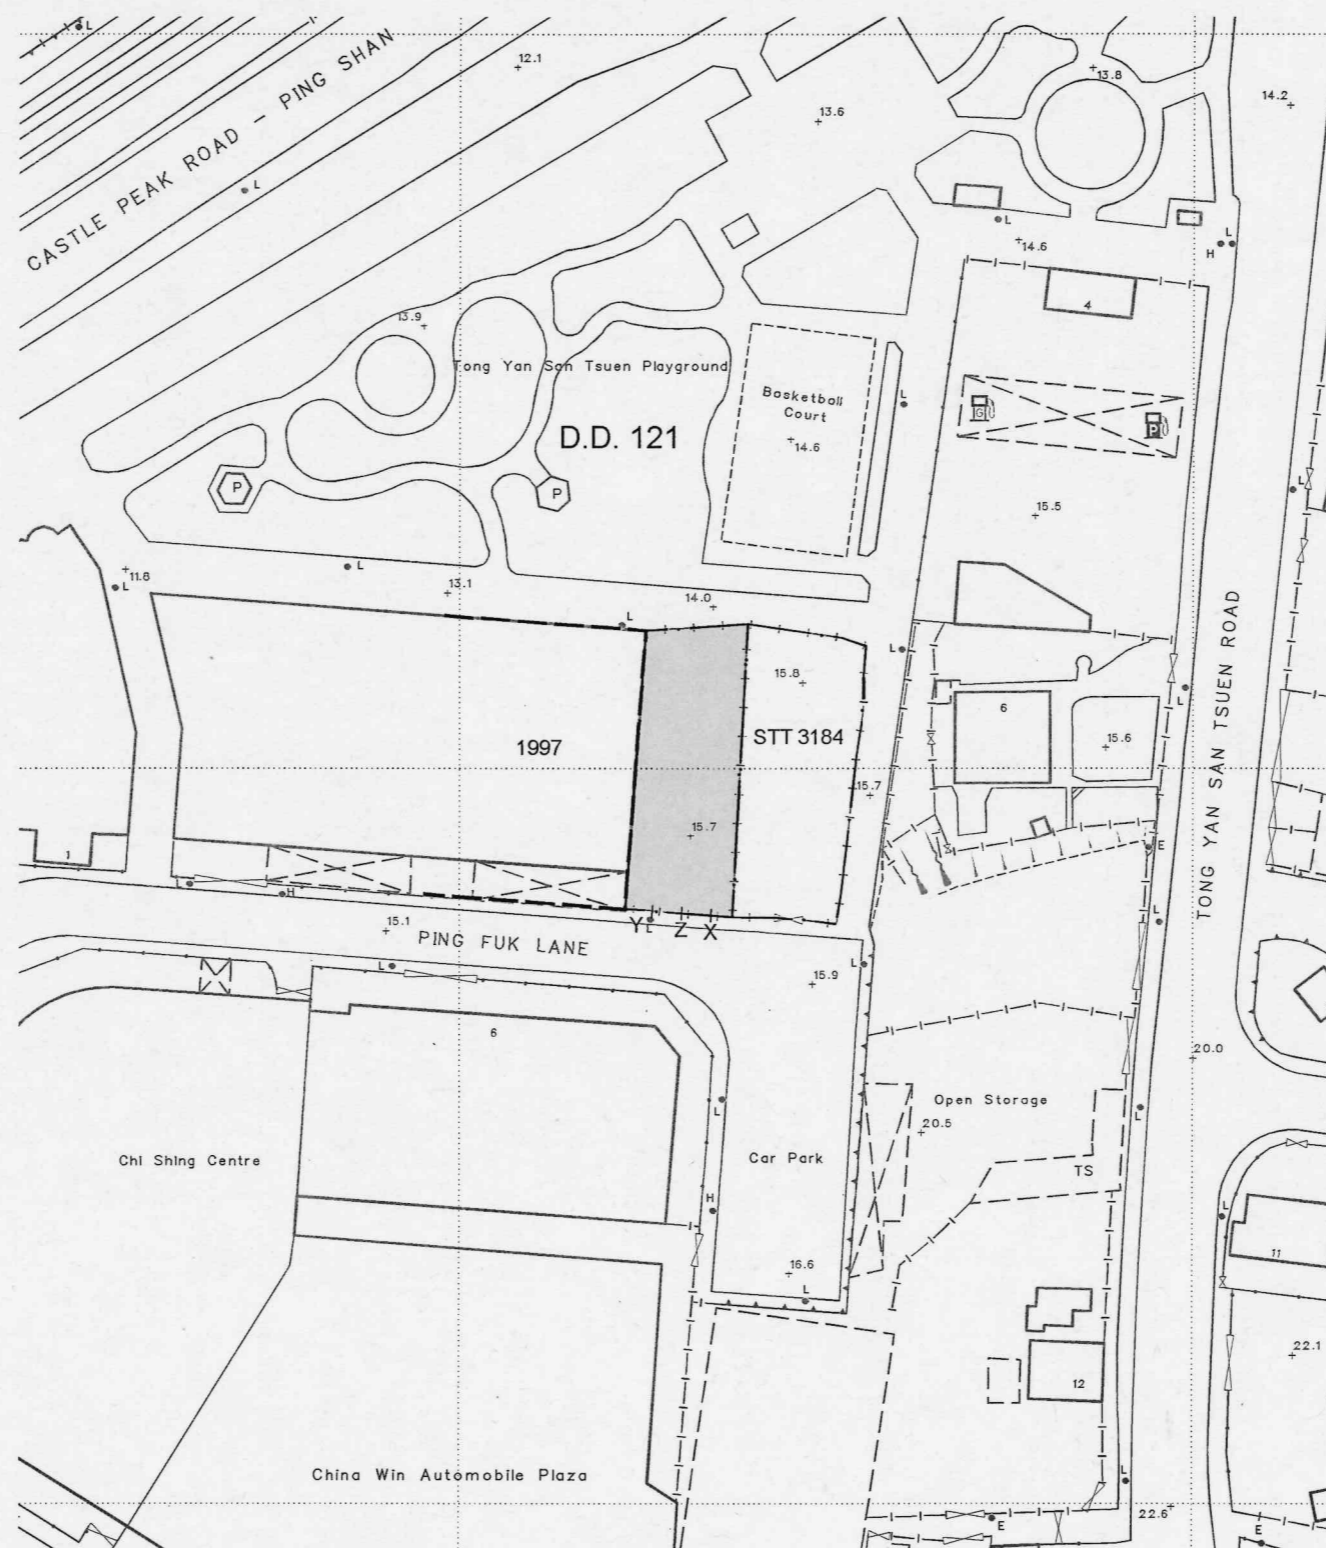 L
12.1
13.8
14.2
13.6
CASTLE PEAK ROAD - PING SHAN
L
L
14.6
L
H
4
13.9
Tong Yan San Tsuen Playground
Basketball
Court
14.6
L
G
P
D.D. 121
P
P
L
15.5
11.8
L
L
13.1
14.0
L
L
TONG YAN SAN TSUEN ROAD
15.8
L
6
15.6
1997
STT 3184
15.7
15.7
1
E
H
L
Y
L
Z
X
15.1
PING FUK LANE
L
L
15.9
6
20.0
L
Open Storage
20.5
L
Chi Shing Centre
Car Park
TS
H
L
11
16.6
L
22.1
12
China Win Automobile Plaza
L
22.6
E
E